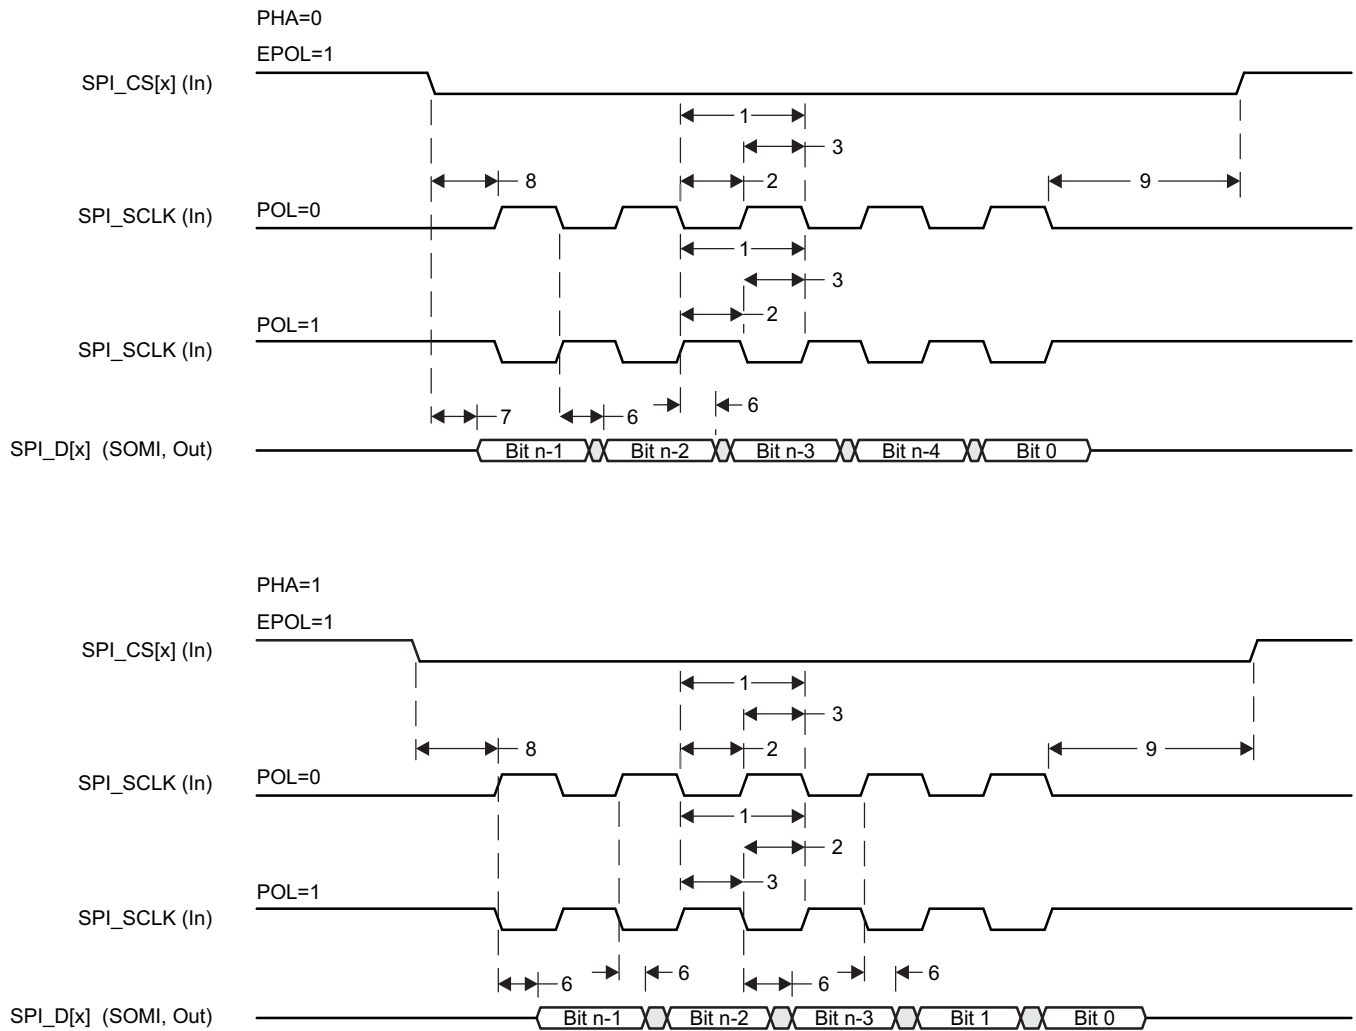 PHA=0
EPOL=1
SPI_CS[x] (In)
1
3
8
2
9
SPI_SCLK (In)
POL=0
1
3
2
POL=1
SPI_SCLK (In)
7
6
6
SPI_D[x] (SOMI, Out)
Bit n-1
Bit n-2
Bit n-3
Bit n-4
Bit 0
PHA=1
EPOL=1
SPI_CS[x] (In)
1
3
8
2
9
SPI_SCLK (In)
POL=0
1
2
3
POL=1
SPI_SCLK (In)
6
6
6
6
SPI_D[x] (SOMI, Out)
Bit n-1
Bit n-2
Bit n-3
Bit 1
Bit 0